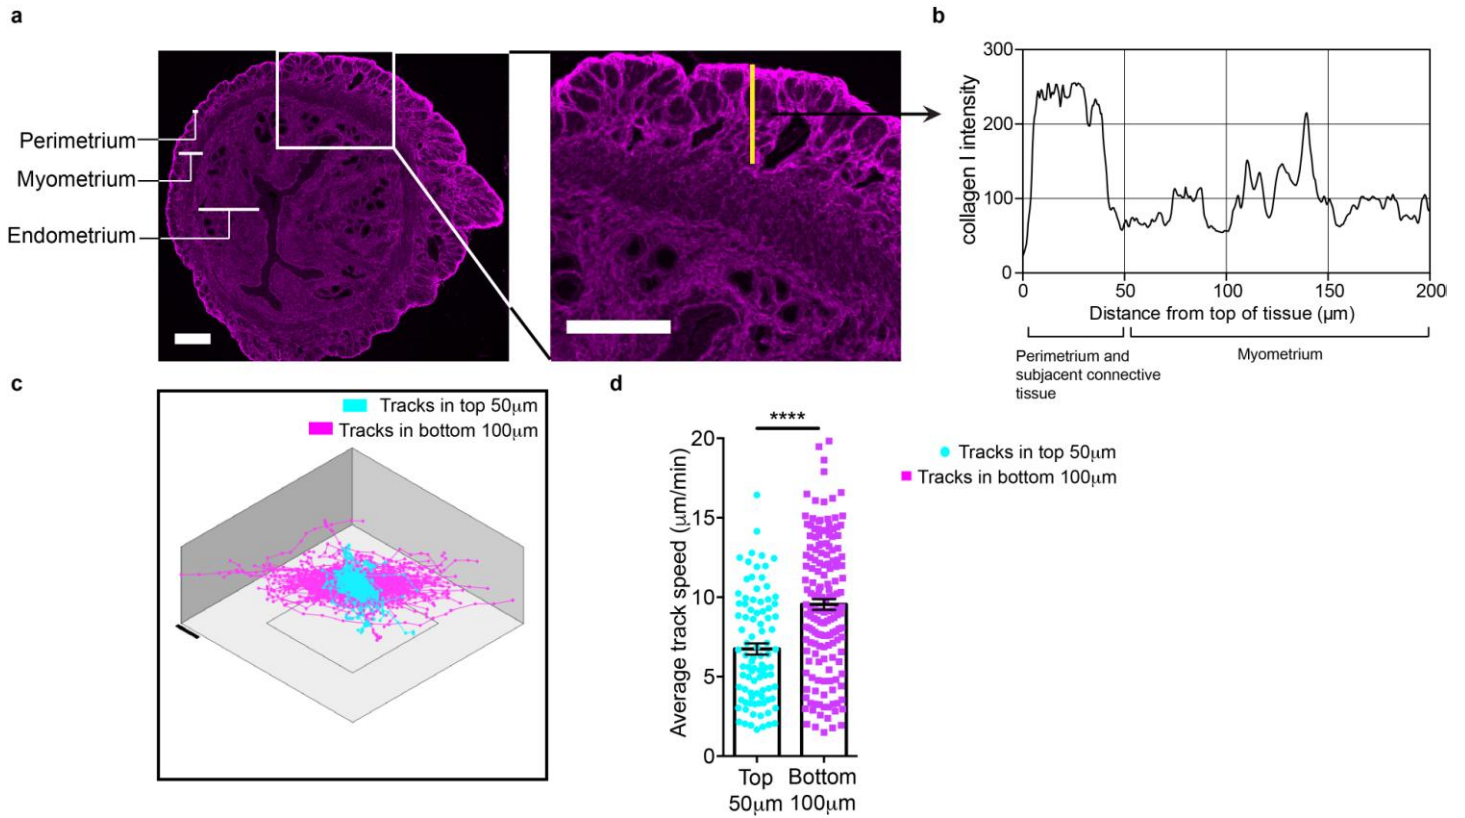 a
Perimetrium
Myometrium
Endometrium
b
300
200
100
0
collagen I intensity
0 50 100 150 200
Distance from top of tissue (µm)
Perimetrium and
subjacent connective
tissue
Myometrium
c
Tracks in top 50µm
Tracks in bottom 100µm
d
****
20
15
10
5
0
Average track speed (µm/min)
Top
50µm
Bottom
100µm
Tracks in top 50µm
Tracks in bottom 100µm